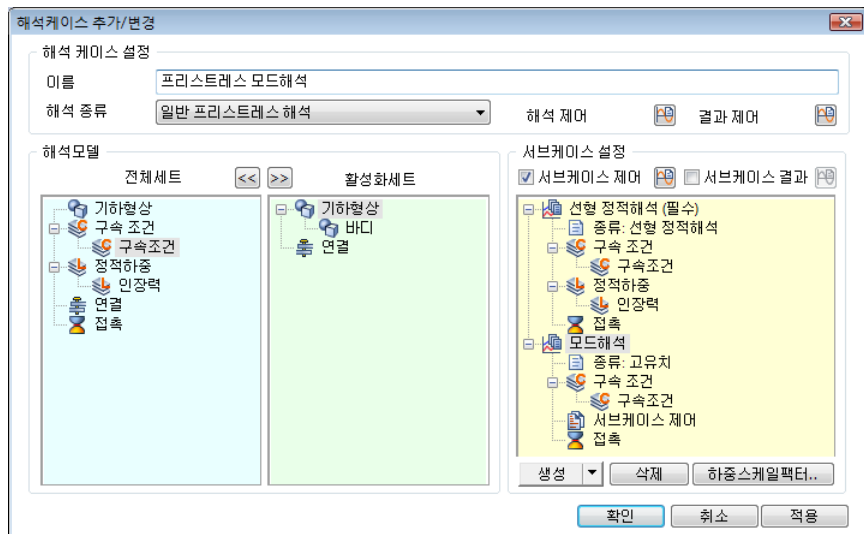 해석케이스 추가/변경
해석 케이스 설정
이름 프리스트레스 모드해석
해석 종류 일반 프리스트레스 해석 해석 제어 결과 제어
해석모델
전체세트 << >> 활성화세트
기하형상
구속 조건
구속조건
정적하중
인장력
연결
접촉
기하형상
바디
연결
서브케이스 설정
서브케이스 제어 서브케이스 결과
선형 정적해석 (필수)
종류: 선형 정적해석
구속 조건
구속조건
정적하중
인장력
접촉
모드해석
종류: 고유치
구속 조건
구속조건
서브케이스 제어
접촉
생성 삭제 하중스케일팩터..
확인 취소 적용